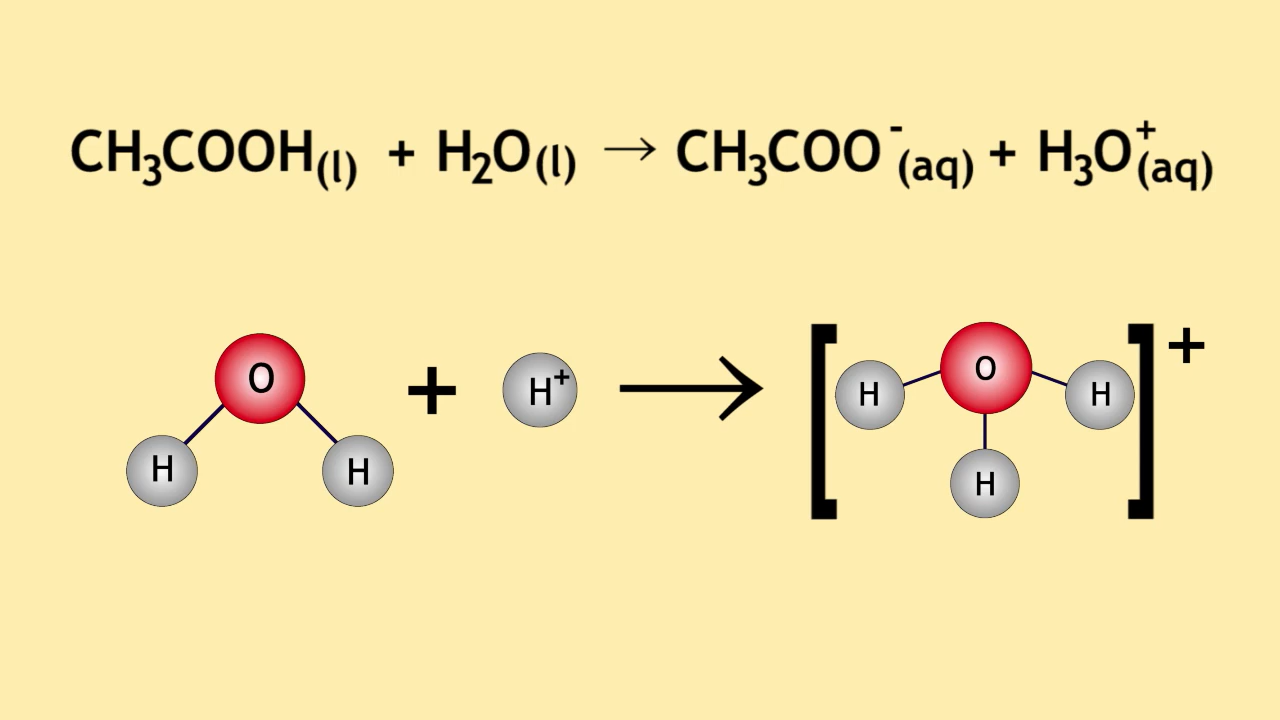 CH₃COOH(l) + H₂O(l) → CH₃COO⁻(aq) + H₃O⁺(aq)
O H H + H⁺ → [H O H H]⁺